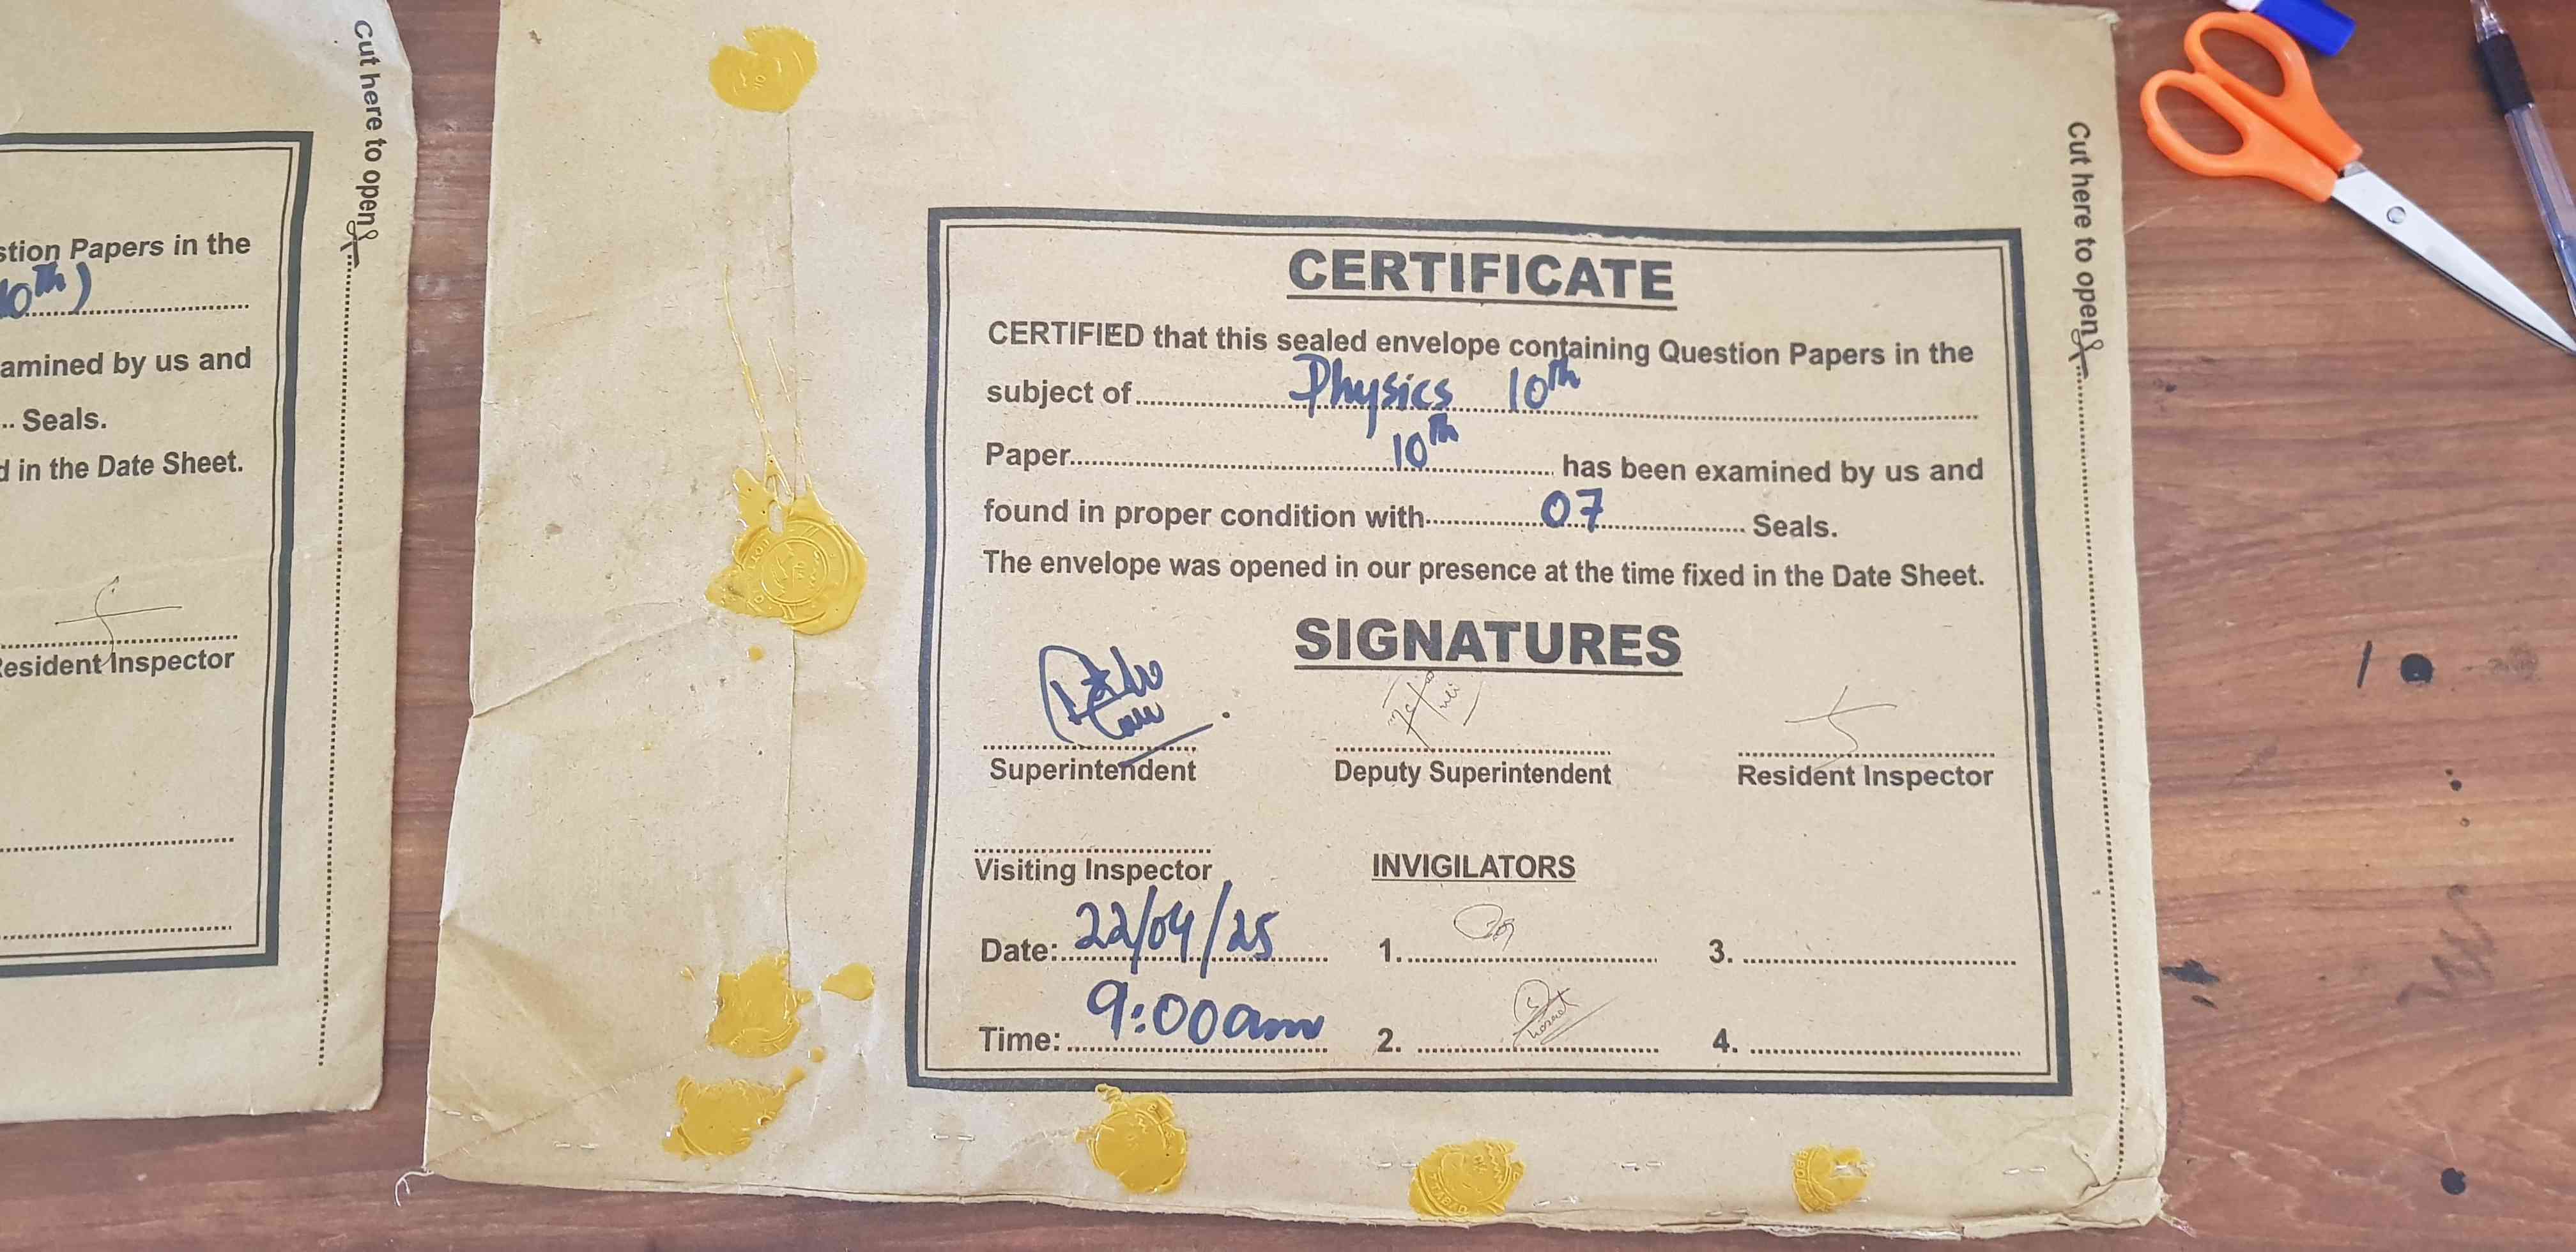 Cut here to open
stion Papers in the
10th)
amined by us and
.. Seals.
d in the Date Sheet.
Resident Inspector
CERTIFICATE
CERTIFIED that this sealed envelope containing Question Papers in the
subject of Physics 10th
Paper 10th has been examined by us and
found in proper condition with 07 Seals.
The envelope was opened in our presence at the time fixed in the Date Sheet.
SIGNATURES
Superintendent Deputy Superintendent Resident Inspector
Visiting Inspector INVIGILATORS
Date: 22/04/25 1. 3.
Time: 9:00am 2. 4.
Cut here to open